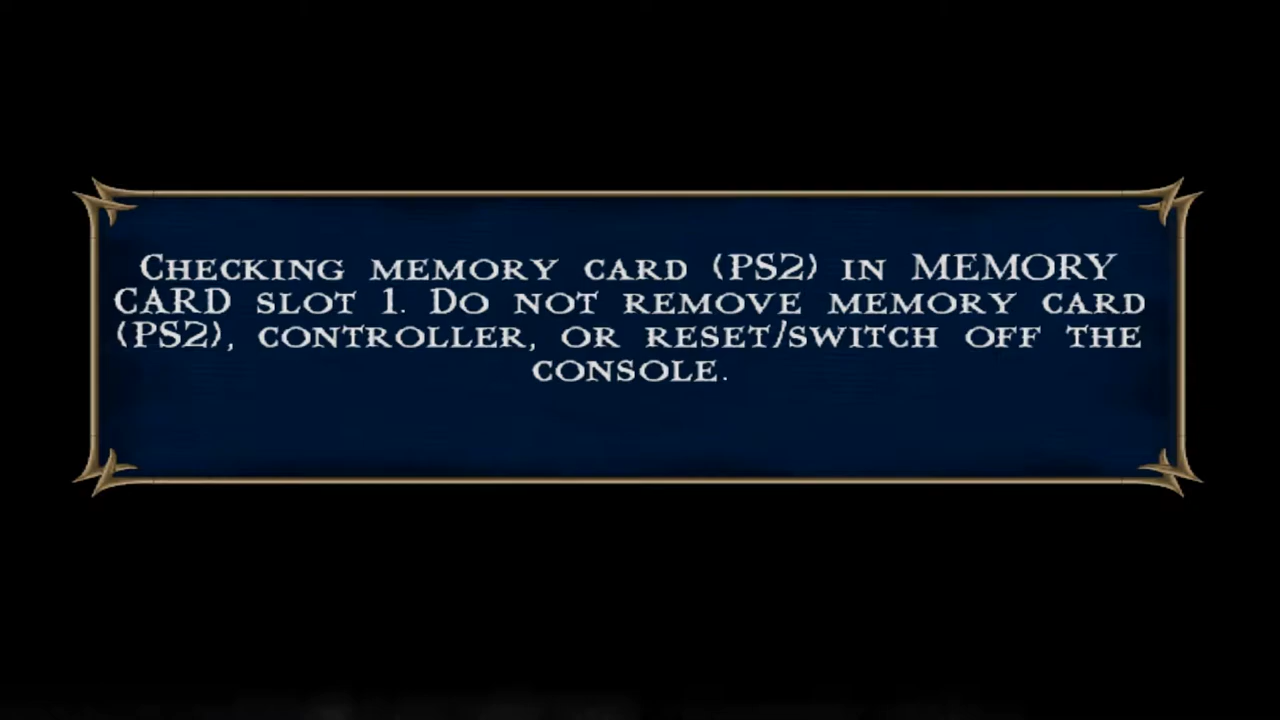 Checking memory card (PS2) in MEMORY
CARD slot 1. Do not remove memory card
(PS2), controller, or reset/switch off the
console.